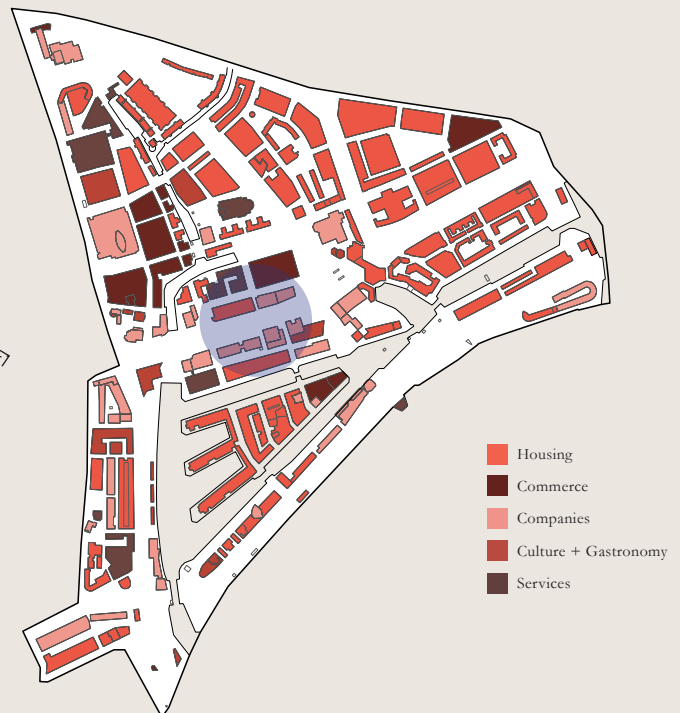 Housing
Commerce
Companies
Culture + Gastronomy
Services